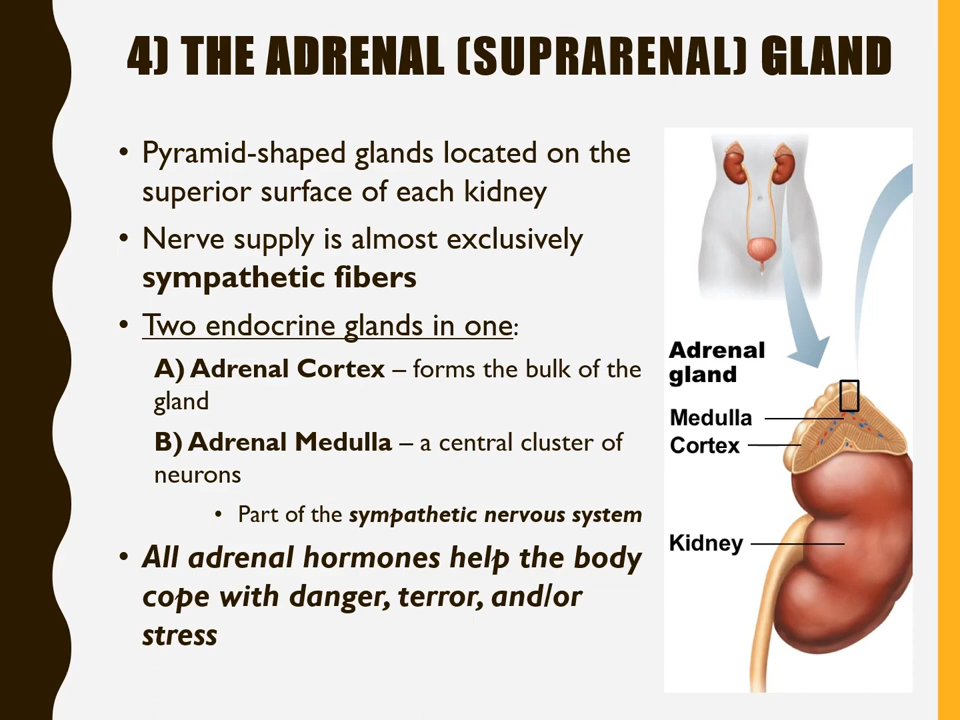 4) THE ADRENAL (SUPRARENAL) GLAND
• Pyramid-shaped glands located on the
superior surface of each kidney
• Nerve supply is almost exclusively
sympathetic fibers
• Two endocrine glands in one:
A) Adrenal Cortex – forms the bulk of the
gland
B) Adrenal Medulla – a central cluster of
neurons
• Part of the sympathetic nervous system
• All adrenal hormones help the body
cope with danger, terror, and/or
stress
Adrenal
gland
Medulla
Cortex
Kidney